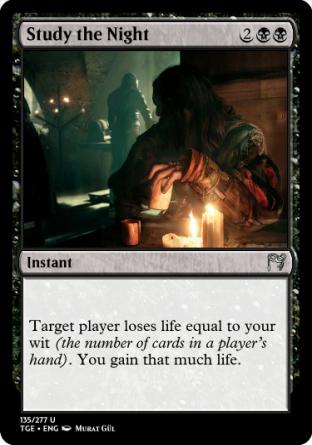 Study the Night 2
Instant
Target player loses life equal to your
wit (the number of cards in a player's
hand). You gain that much life.
135/277 U
TGE • ENG Murat Gül